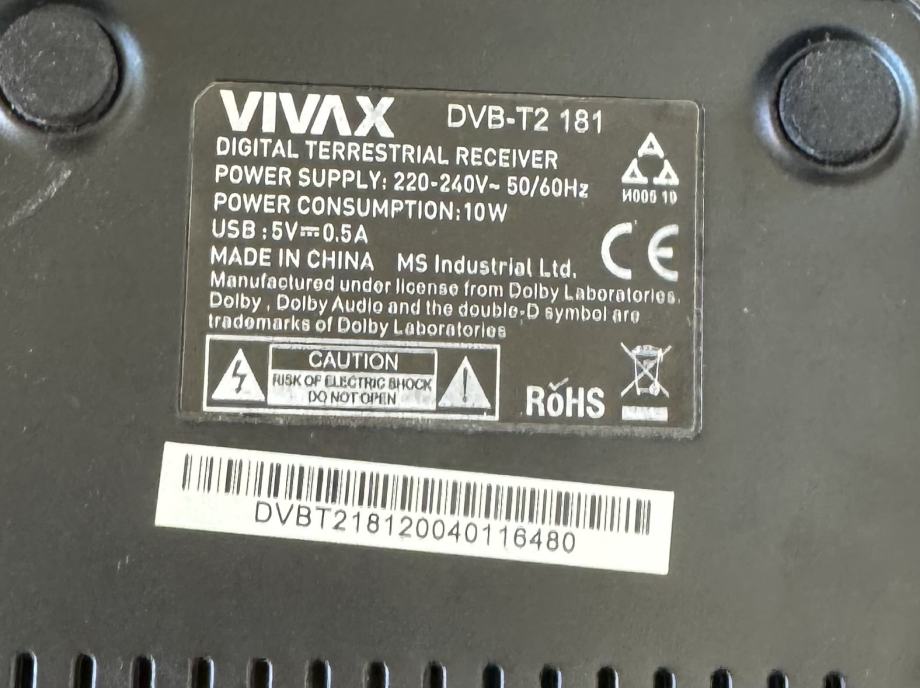 VIVAX DVB-T2 181
DIGITAL TERRESTRIAL RECEIVER
POWER SUPPLY: 220-240V~ 50/60Hz
POWER CONSUMPTION:10W
USB : 5V⎓0.5A
MADE IN CHINA MS Industrial Ltd.
Manufactured under license from Dolby Laboratories.
Dolby , Dolby Audio and the double-D symbol are
trademarks of Dolby Laboratories
AAA
И005 10
CE
CAUTION
RISK OF ELECTRIC SHOCK
DO NOT OPEN
RoHS
DVBT218120040116480